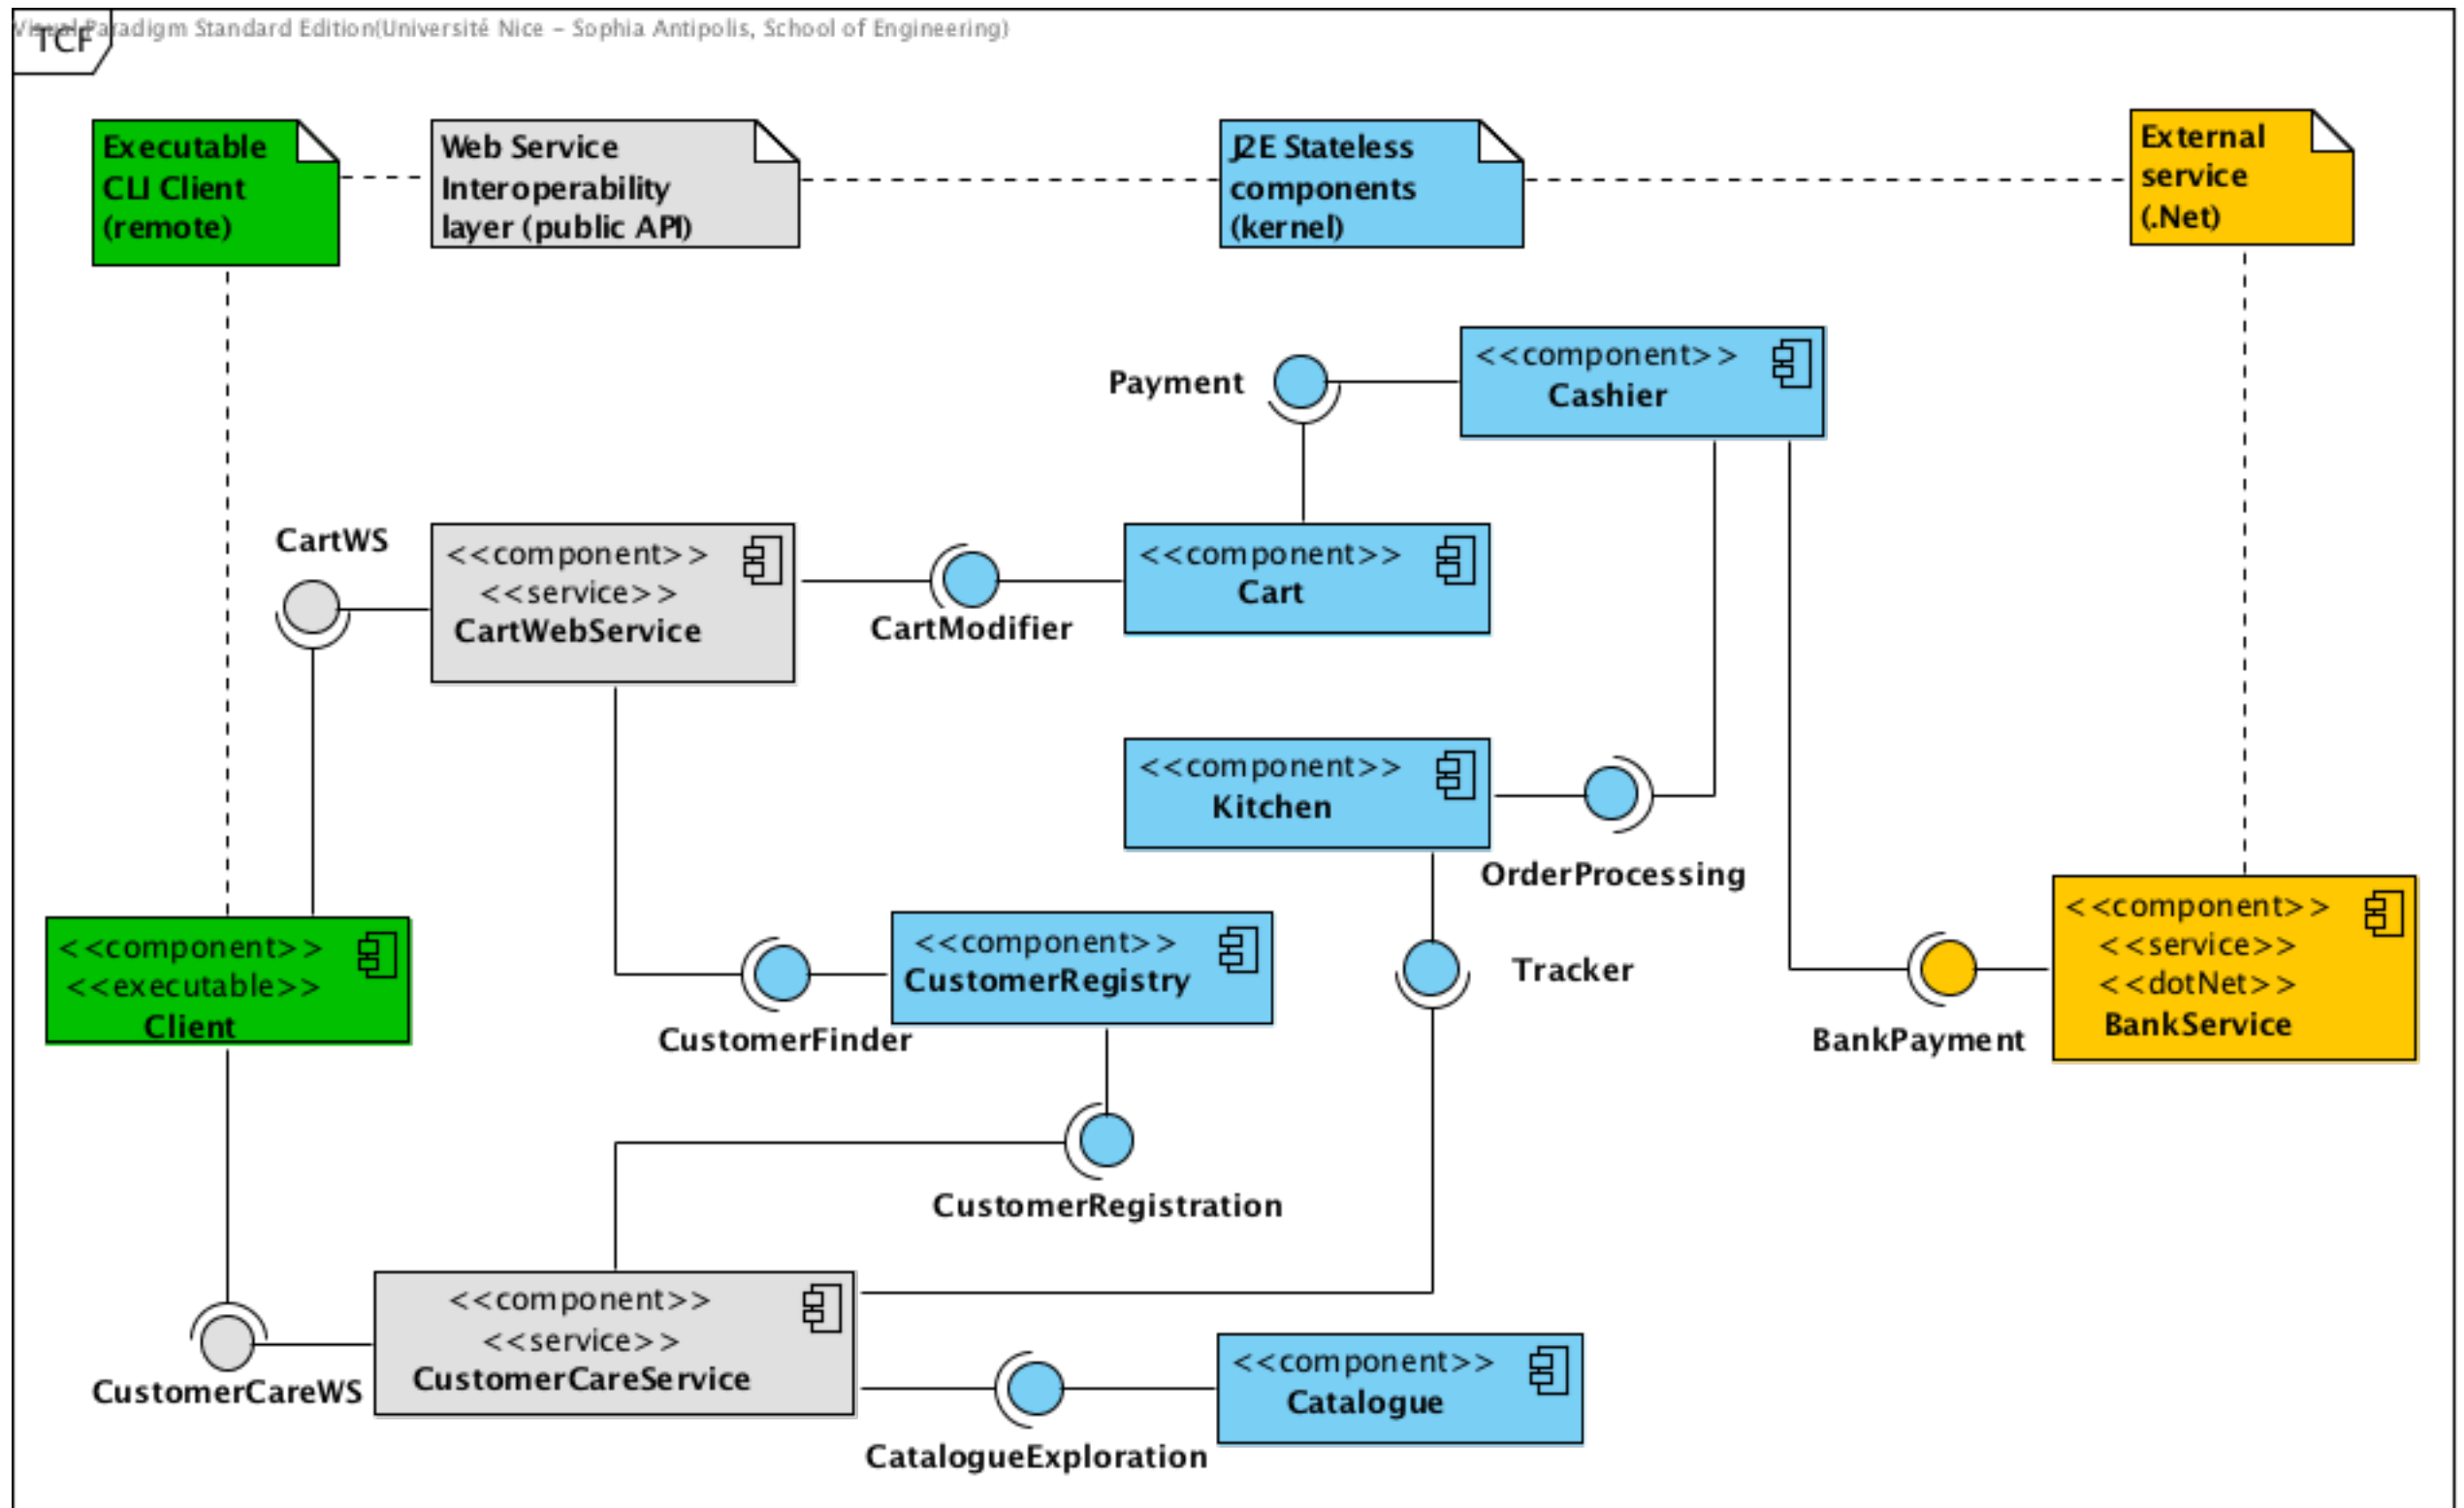 Visual Paradigm Standard Edition(Université Nice – Sophia Antipolis, School of Engineering)
TCF
Executable
CLI Client
(remote)
Web Service
Interoperability
layer (public API)
J2E Stateless
components
(kernel)
External
service
(.Net)
Payment
<<component>>
Cashier
CartWS
<<component>>
<<service>>
CartWebService
CartModifier
<<component>>
Cart
<<component>>
Kitchen
OrderProcessing
<<component>>
<<executable>>
Client
CustomerFinder
<<component>>
CustomerRegistry
Tracker
BankPayment
<<component>>
<<service>>
<<dotNet>>
BankService
CustomerRegistration
CustomerCareWS
<<component>>
<<service>>
CustomerCareService
CatalogueExploration
<<component>>
Catalogue